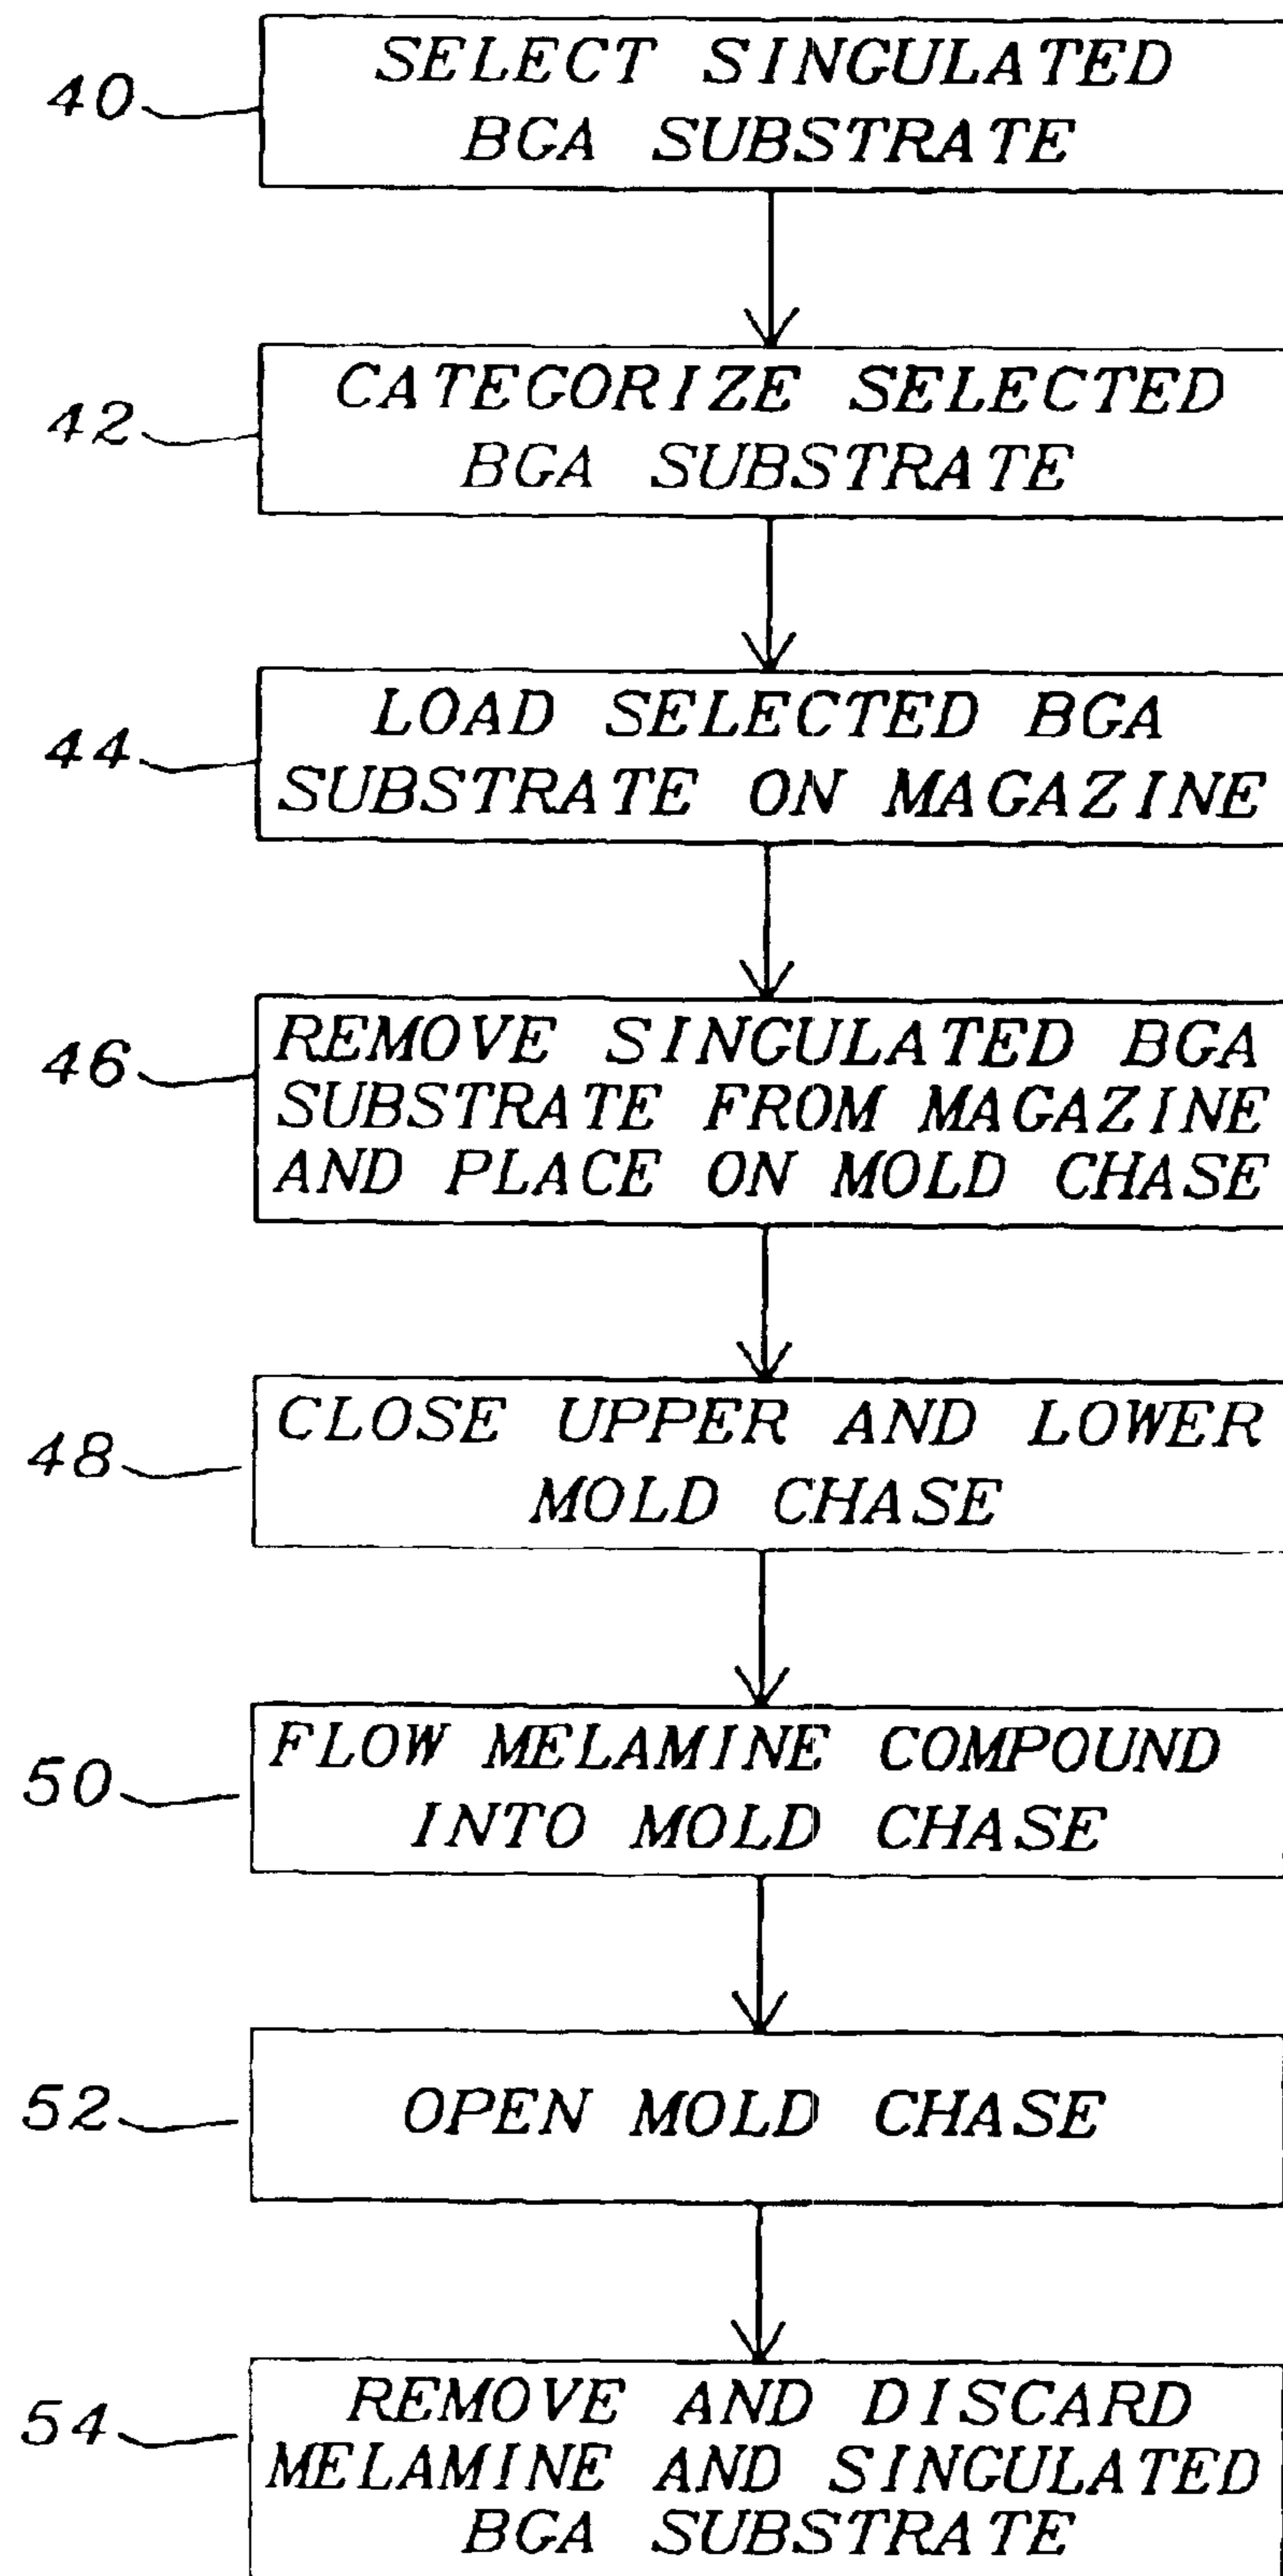 40
SELECT SINGULATED
BGA SUBSTRATE
42
CATEGORIZE SELECTED
BGA SUBSTRATE
44
LOAD SELECTED BGA
SUBSTRATE ON MAGAZINE
46
REMOVE SINGULATED BGA
SUBSTRATE FROM MAGAZINE
AND PLACE ON MOLD CHASE
48
CLOSE UPPER AND LOWER
MOLD CHASE
50
FLOW MELAMINE COMPOUND
INTO MOLD CHASE
52
OPEN MOLD CHASE
54
REMOVE AND DISCARD
MELAMINE AND SINGULATED
BGA SUBSTRATE